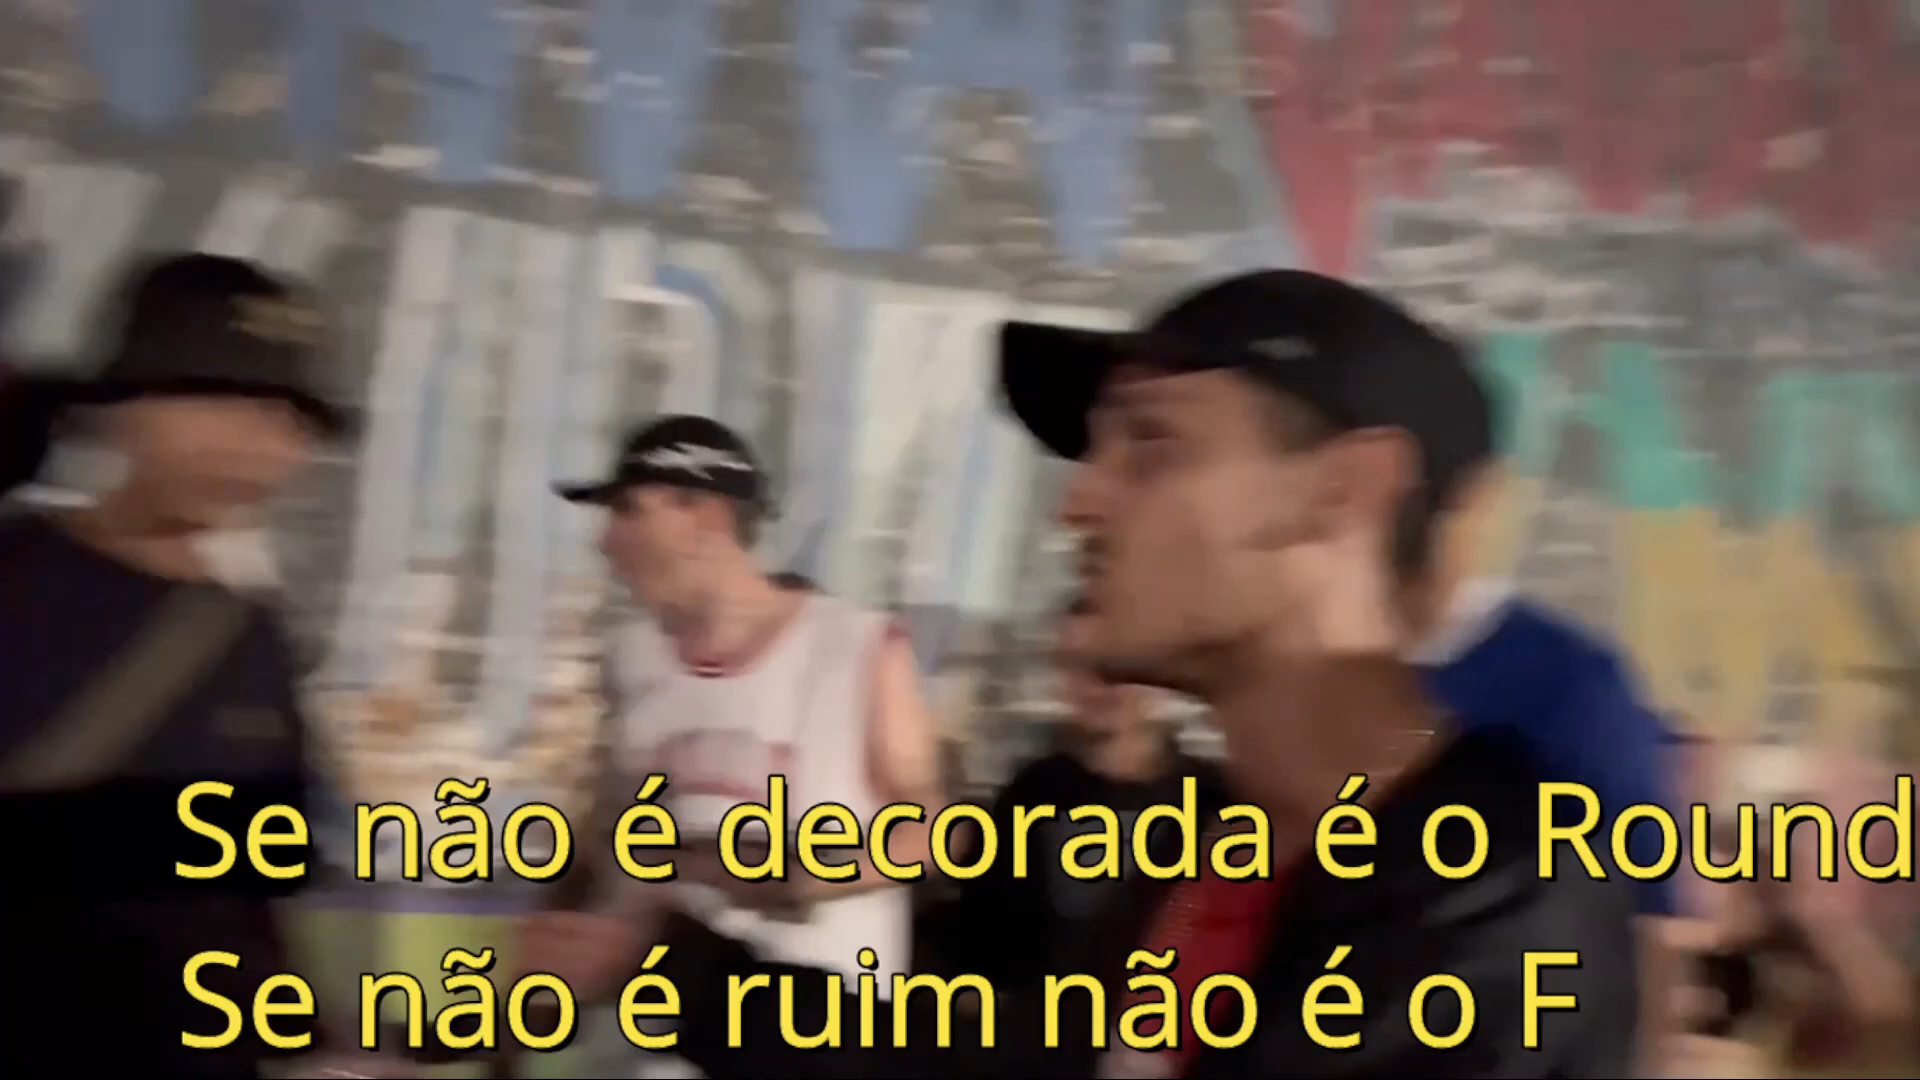 Se não é decorada é o Round
Se não é ruim não é o F